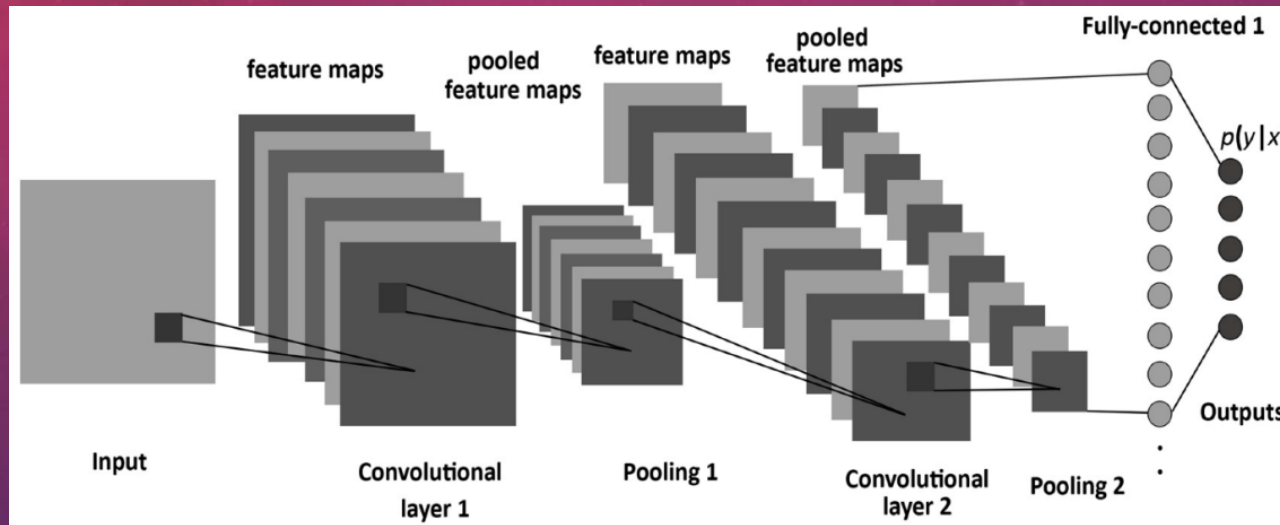 Fully-connected 1
feature maps
pooled
feature maps
feature maps
pooled
feature maps
p(y|x
Input
Convolutional
layer 1
Pooling 1
Convolutional
layer 2
Pooling 2
Outputs